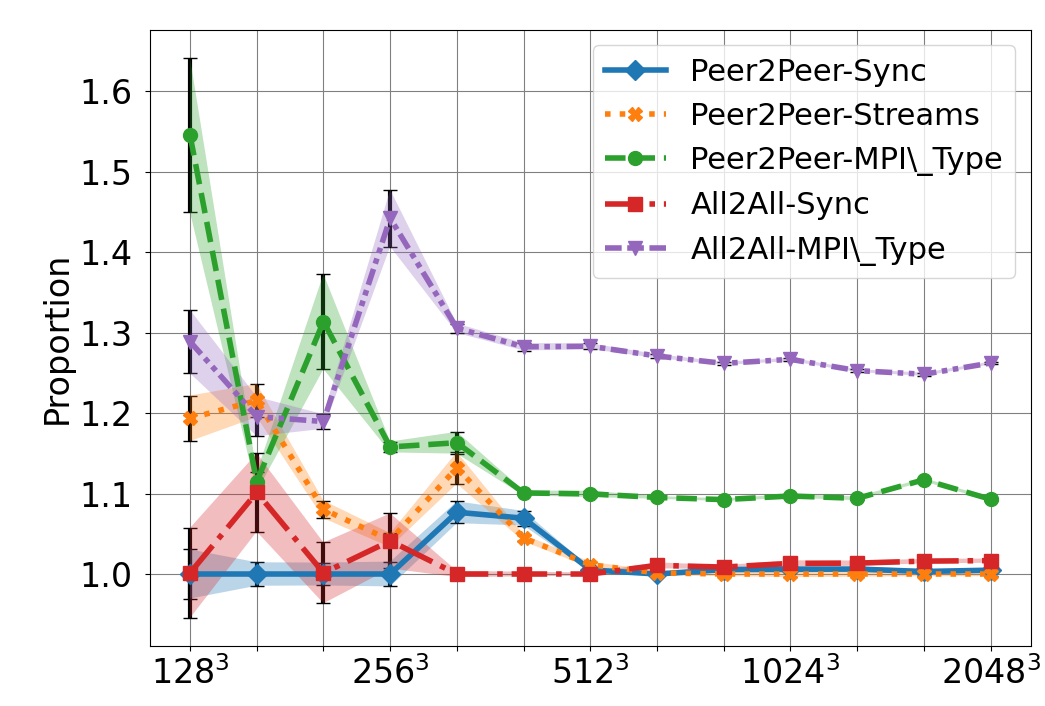 Proportion
1.6
1.5
1.4
1.3
1.2
1.1
1.0
128³ 256³ 512³ 1024³ 2048³
Peer2Peer-Sync
Peer2Peer-Streams
Peer2Peer-MPI\_Type
All2All-Sync
All2All-MPI\_Type